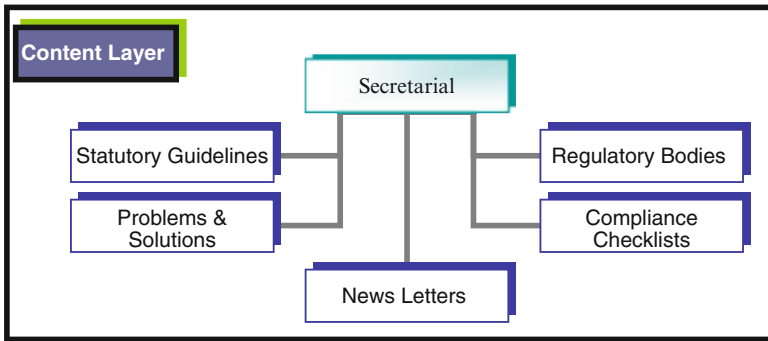 Content Layer
Secretarial
Statutory Guidelines
Regulatory Bodies
Problems &
Solutions
Compliance
Checklists
News Letters